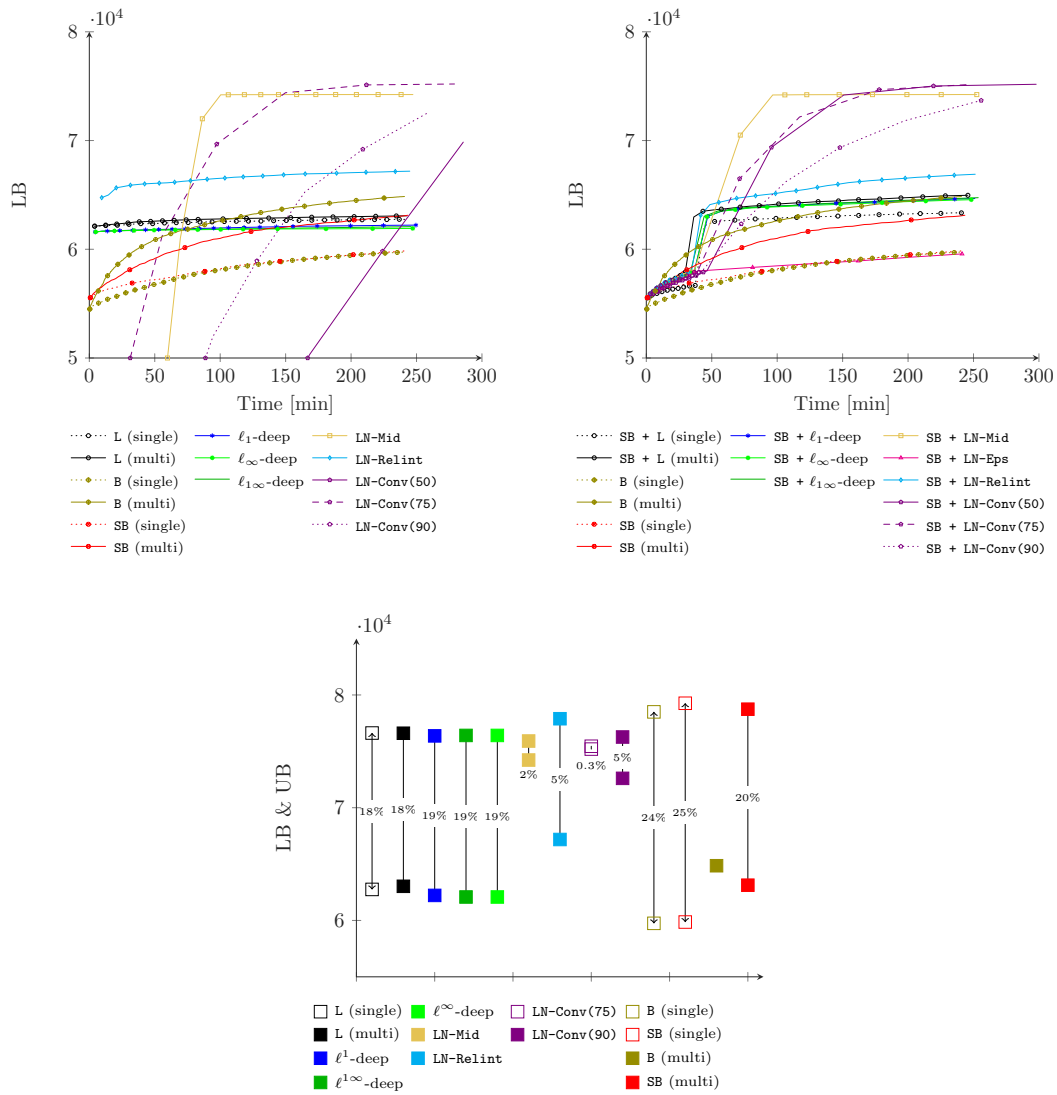 ·10⁴
8
7
6
5
LB
0 50 100 150 200 250 300
Time [min]
L (single)
L (multi)
B (single)
B (multi)
SB (single)
SB (multi)
ℓ₁-deep
ℓ∞-deep
ℓ₁∞-deep
LN-Mid
LN-Relint
LN-Conv(50)
LN-Conv(75)
LN-Conv(90)
·10⁴
8
7
6
5
LB
0 50 100 150 200 250 300
Time [min]
SB + L (single)
SB + L (multi)
B (single)
B (multi)
SB (single)
SB (multi)
SB + ℓ₁-deep
SB + ℓ∞-deep
SB + ℓ₁∞-deep
SB + LN-Mid
SB + LN-Eps
SB + LN-Relint
SB + LN-Conv(50)
SB + LN-Conv(75)
SB + LN-Conv(90)
·10⁴
8
7
6
LB & UB
18%
18%
19%
19%
19%
2%
5%
0.3%
5%
24%
25%
20%
L (single)
L (multi)
ℓ¹-deep
ℓ¹∞-deep
ℓ∞-deep
LN-Mid
LN-Relint
LN-Conv(75)
LN-Conv(90)
B (single)
SB (single)
B (multi)
SB (multi)